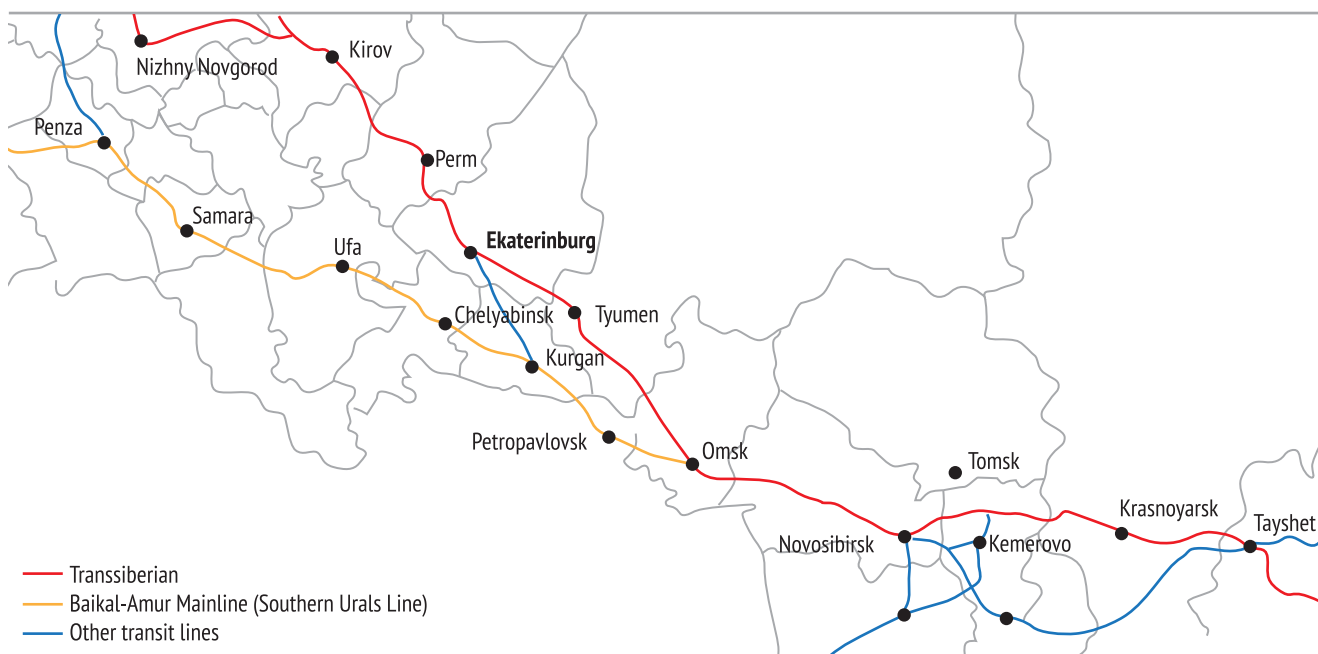 Kirov
Nizhny Novgorod
Penza
Perm
Samara
Ekaterinburg
Ufa
Chelyabinsk
Tyumen
Kurgan
Petropavlovsk
Omsk
Tomsk
Krasnoyarsk
Tayshet
Novosibirsk
Kemerovo
Transsiberian
Baikal-Amur Mainline (Southern Urals Line)
Other transit lines